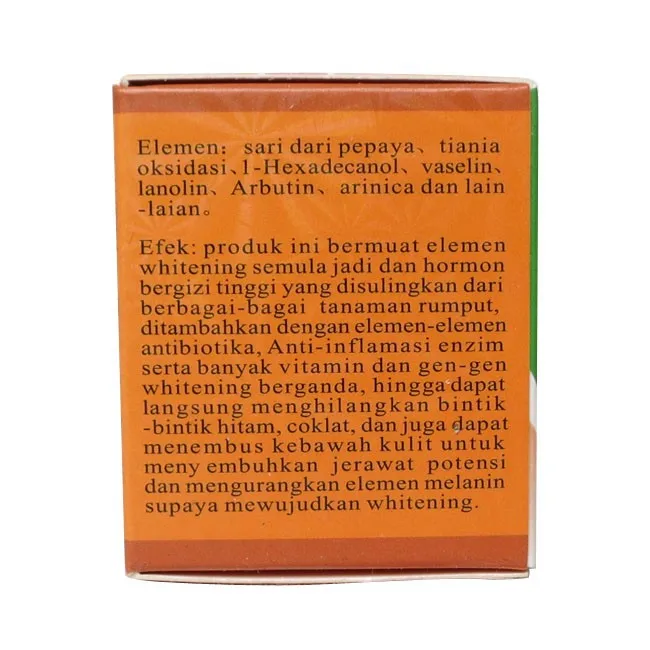 Elemen: sari dari pepaya、tiania
oksidasi、1-Hexadecanol、vaselin、
lanolin、Arbutin、arinica dan lain
-laian。
Efek: produk ini bermuat elemen
whitening semula jadi dan hormon
bergizi tinggi yang disulingkan dari
berbagai-bagai tanaman rumput,
ditambahkan dengan elemen-elemen
antibiotika, Anti-inflamasi enzim
serta banyak vitamin dan gen-gen
whitening berganda, hingga dapat
langsung menghilangkan bintik
-bintik hitam, coklat, dan juga dapat
menembus kebawah kulit untuk
meny embuhkan jerawat potensi
dan mengurangkan elemen melanin
supaya mewujudkan whitening.